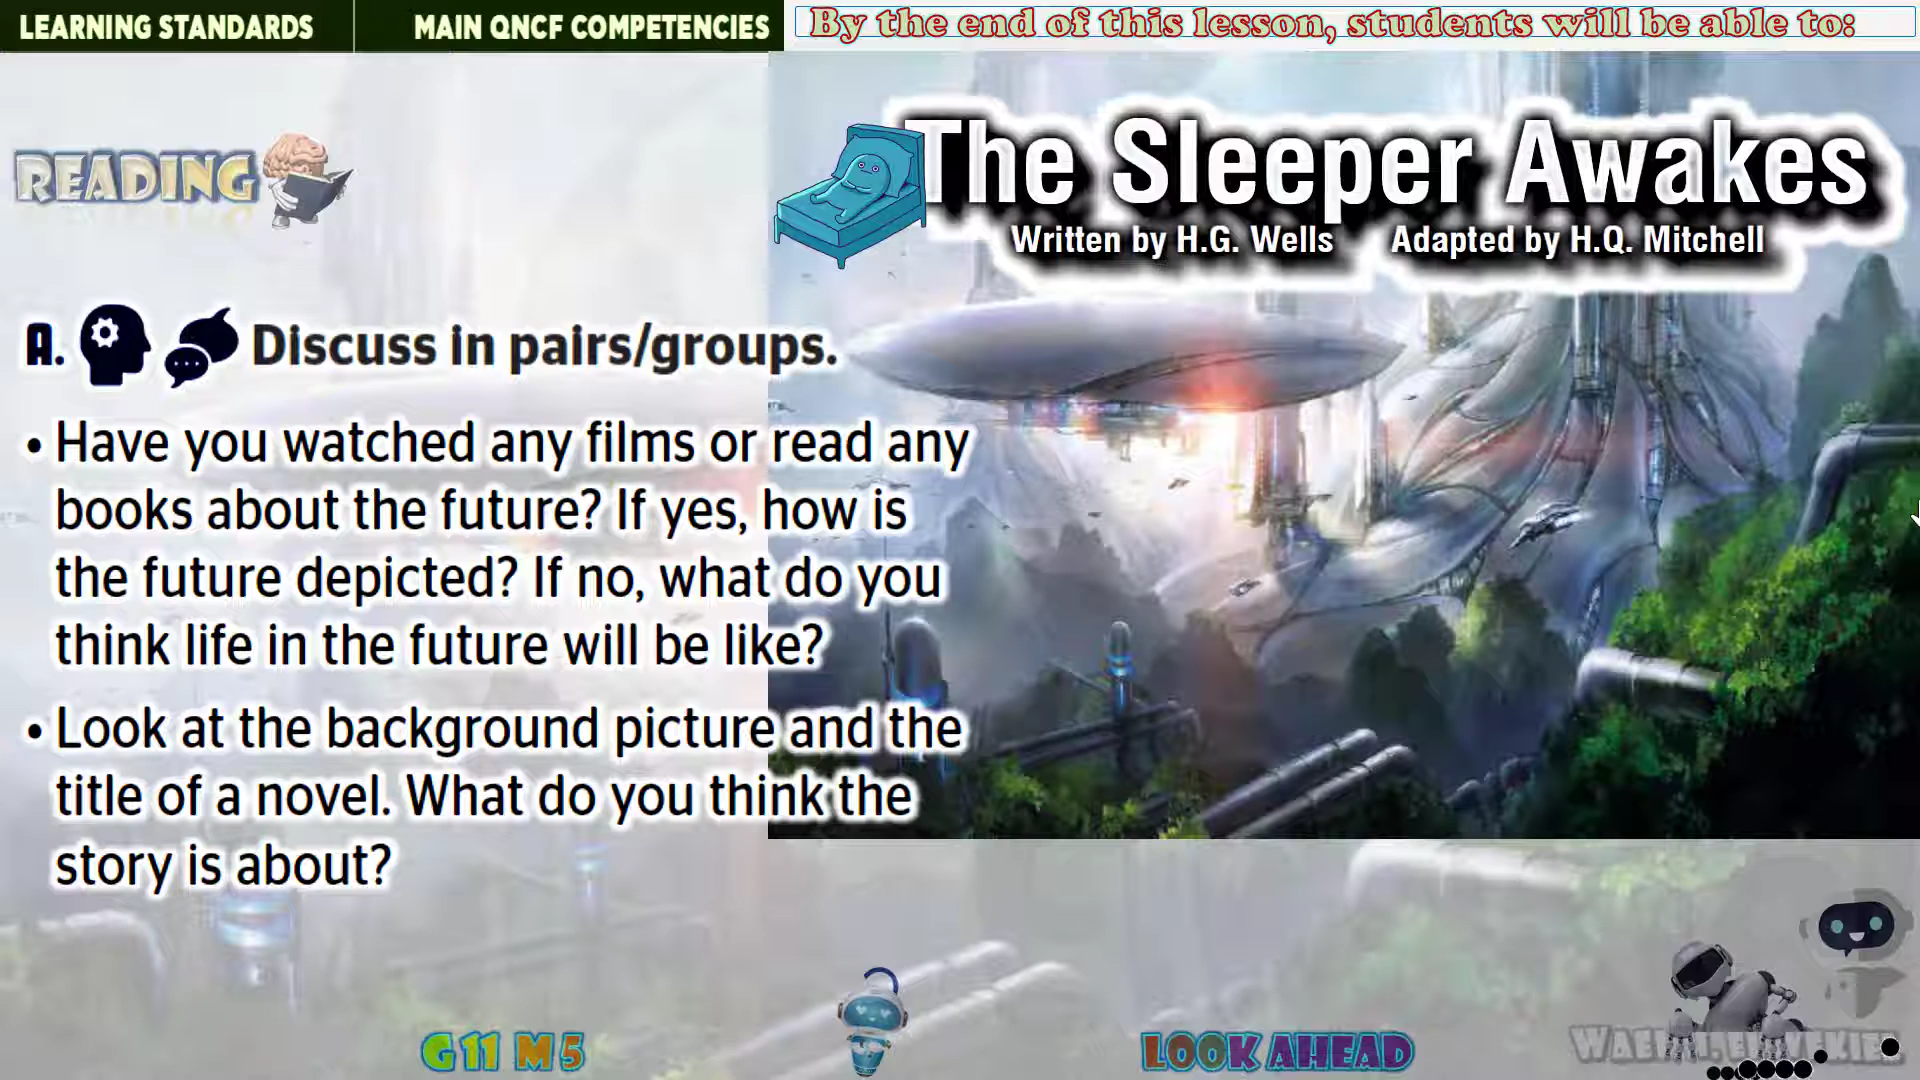 LEARNING STANDARDS
MAIN QNCF COMPETENCIES
By the end of this lesson, students will be able to:
READING
The Sleeper Awakes
Written by H.G. Wells Adapted by H.Q. Mitchell
A. Discuss in pairs/groups.
• Have you watched any films or read any
books about the future? If yes, how is
the future depicted? If no, what do you
think life in the future will be like?
• Look at the background picture and the
title of a novel. What do you think the
story is about?
G11 M5
LOOK AHEAD